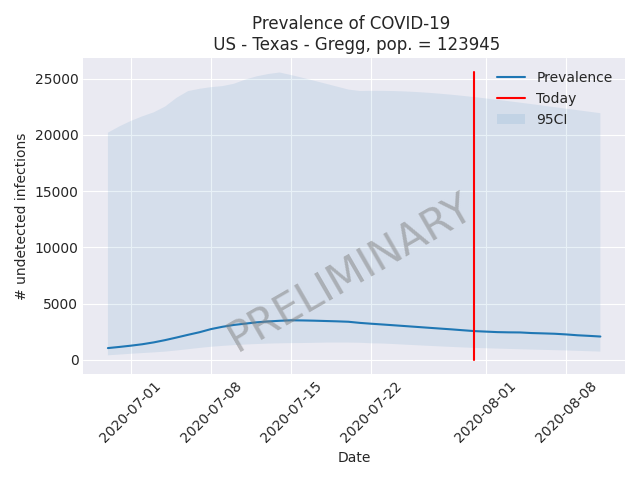 Prevalence of COVID-19
US - Texas - Gregg, pop. = 123945
Prevalence
Today
95CI
25000
20000
15000
10000
5000
0
# undetected infections
PRELIMINARY
2020-07-01
2020-07-08
2020-07-15
2020-07-22
2020-08-01
2020-08-08
Date